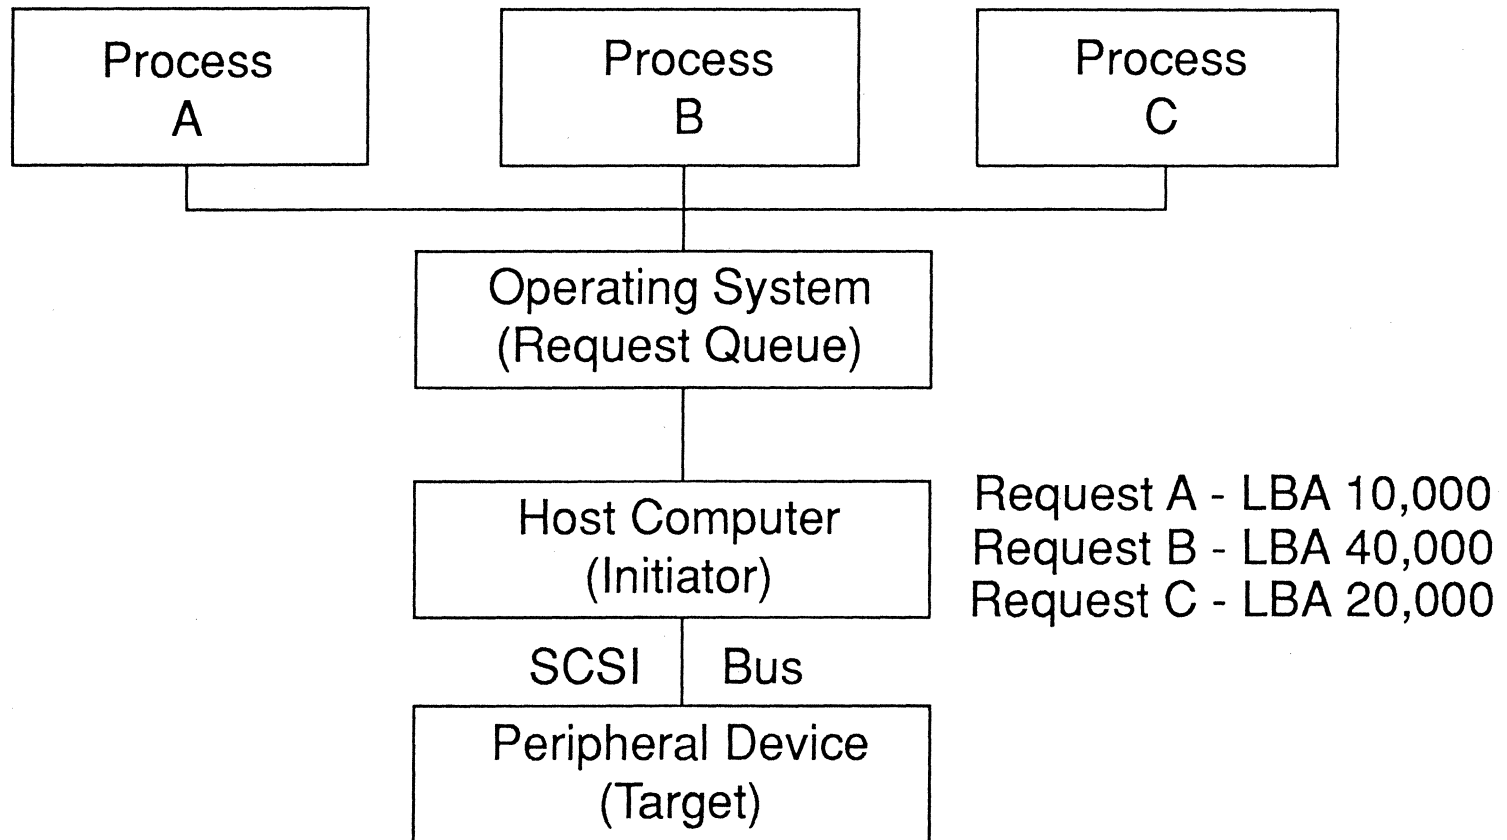 Process
A
Process
B
Process
C
Operating System
(Request Queue)
Host Computer
(Initiator)
Request A - LBA 10,000
Request B - LBA 40,000
Request C - LBA 20,000
SCSI Bus
Peripheral Device
(Target)